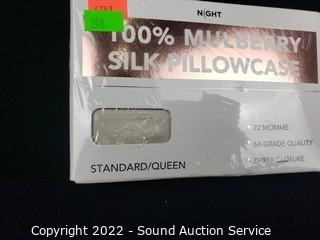 NIGHT
100% MULBERRY
SILK PILLOWCASE
• 22 MOMME
• 6A GRADE QUALITY
• ZIPPER CLOSURE
STANDARD/QUEEN
Copyright 2022 - Sound Auction Service